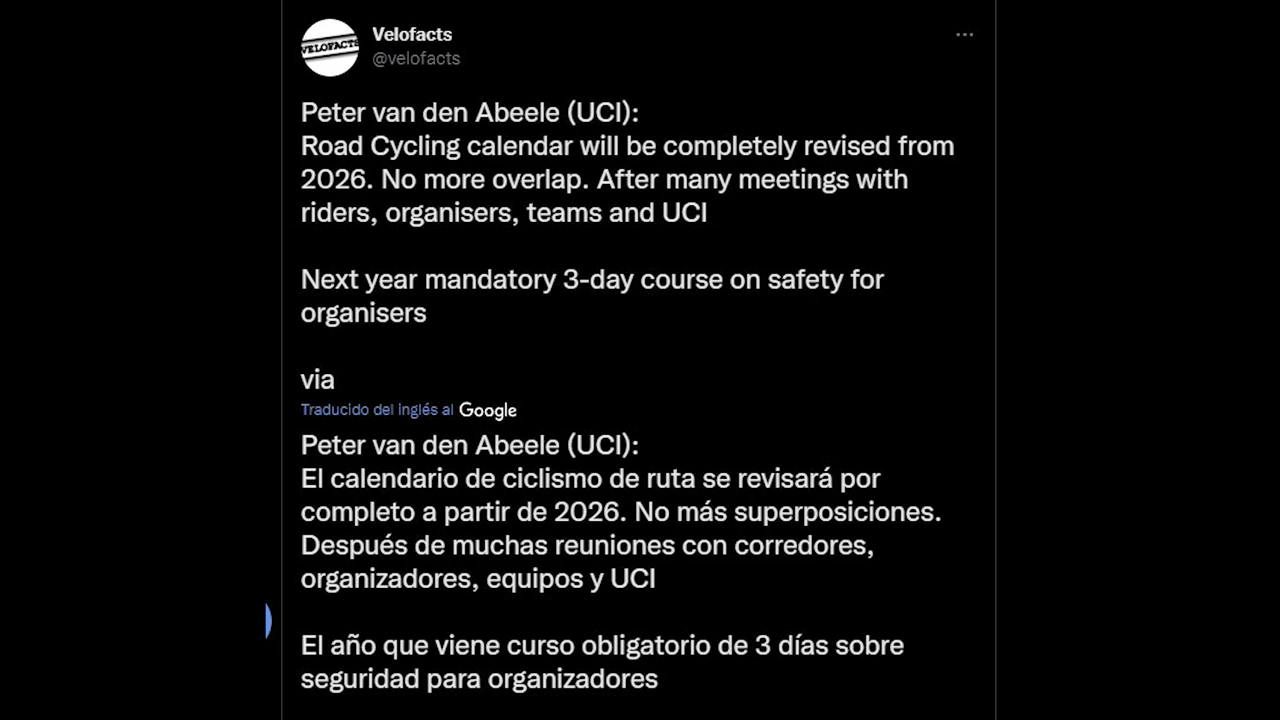 VELOFACTS
Velofacts
@velofacts
Peter van den Abeele (UCI):
Road Cycling calendar will be completely revised from
2026. No more overlap. After many meetings with
riders, organisers, teams and UCI
Next year mandatory 3-day course on safety for
organisers
via
Traducido del inglés al Google
Peter van den Abeele (UCI):
El calendario de ciclismo de ruta se revisará por
completo a partir de 2026. No más superposiciones.
Después de muchas reuniones con corredores,
organizadores, equipos y UCI
El año que viene curso obligatorio de 3 días sobre
seguridad para organizadores